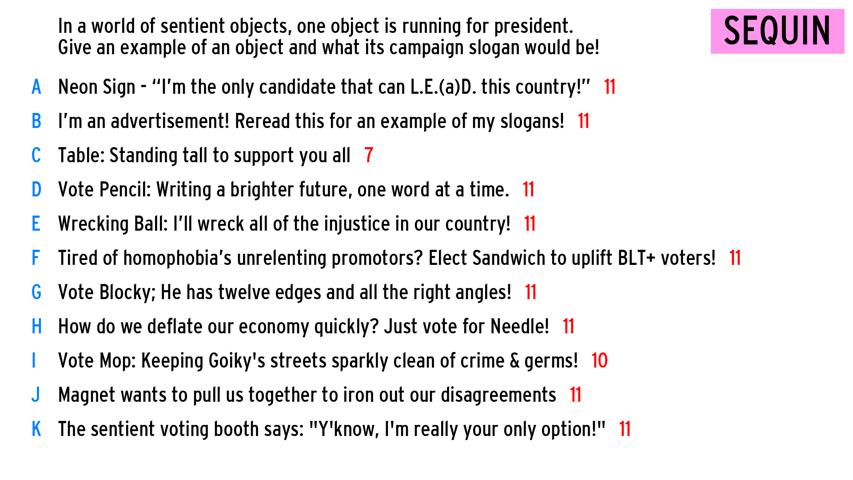 In a world of sentient objects, one object is running for president.
Give an example of an object and what its campaign slogan would be!
SEQUIN
A Neon Sign - “I’m the only candidate that can L.E.(a)D. this country!” 11
B I’m an advertisement! Reread this for an example of my slogans! 11
C Table: Standing tall to support you all 7
D Vote Pencil: Writing a brighter future, one word at a time. 11
E Wrecking Ball: I’ll wreck all of the injustice in our country! 11
F Tired of homophobia’s unrelenting promotors? Elect Sandwich to uplift BLT+ voters! 11
G Vote Blocky; He has twelve edges and all the right angles! 11
H How do we deflate our economy quickly? Just vote for Needle! 11
I Vote Mop: Keeping Goiky's streets sparkly clean of crime & germs! 10
J Magnet wants to pull us together to iron out our disagreements 11
K The sentient voting booth says: "Y'know, I'm really your only option!" 11